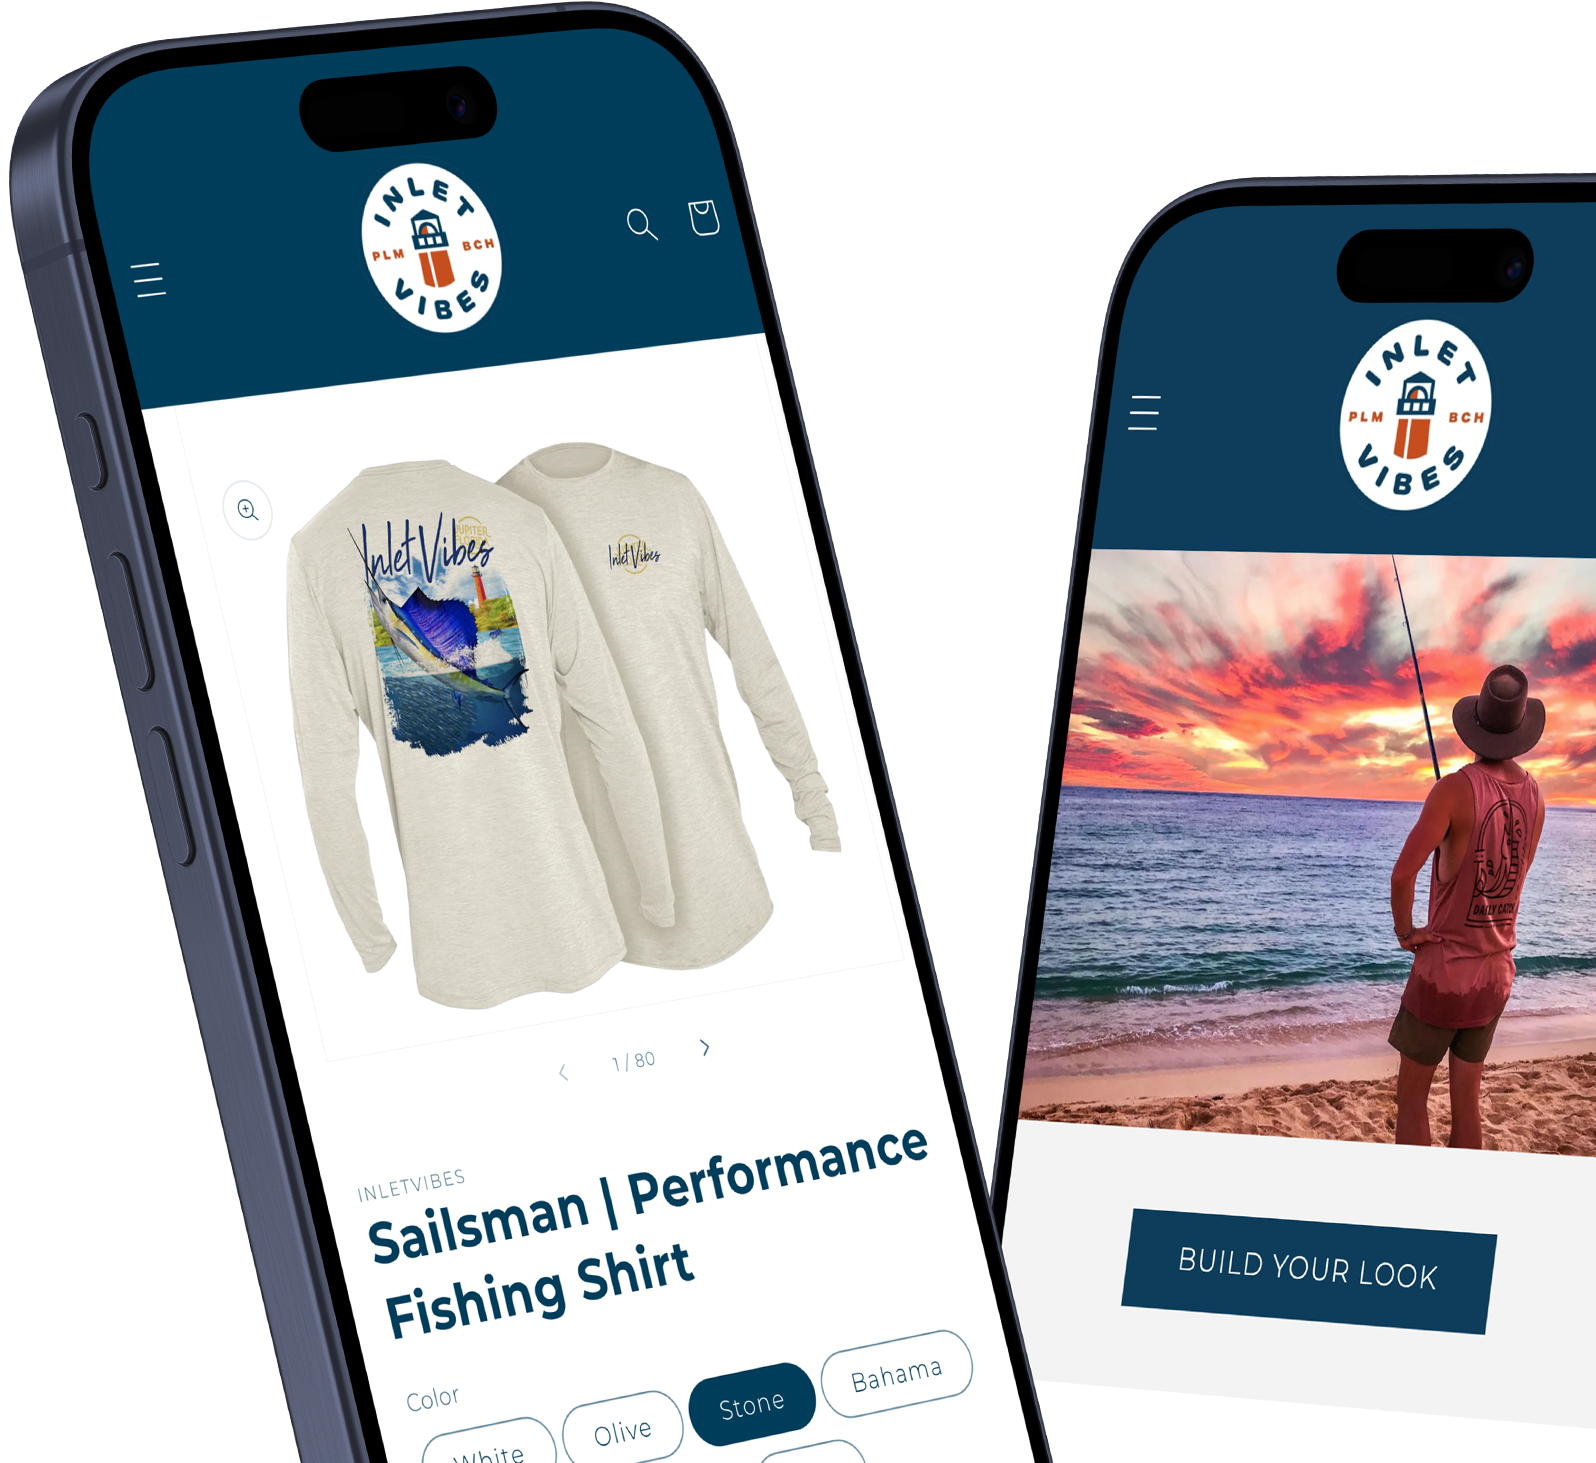 INLET
PLM BCH
VIBES
Inlet Vibes
JUPITER
Inlet Vibes
1 / 80
INLETVIBES
Sailsman | Performance
Fishing Shirt
Color
White
Olive
Stone
Bahama
INLET
PLM BCH
VIBES
DAILY CATCH
BUILD YOUR LOOK